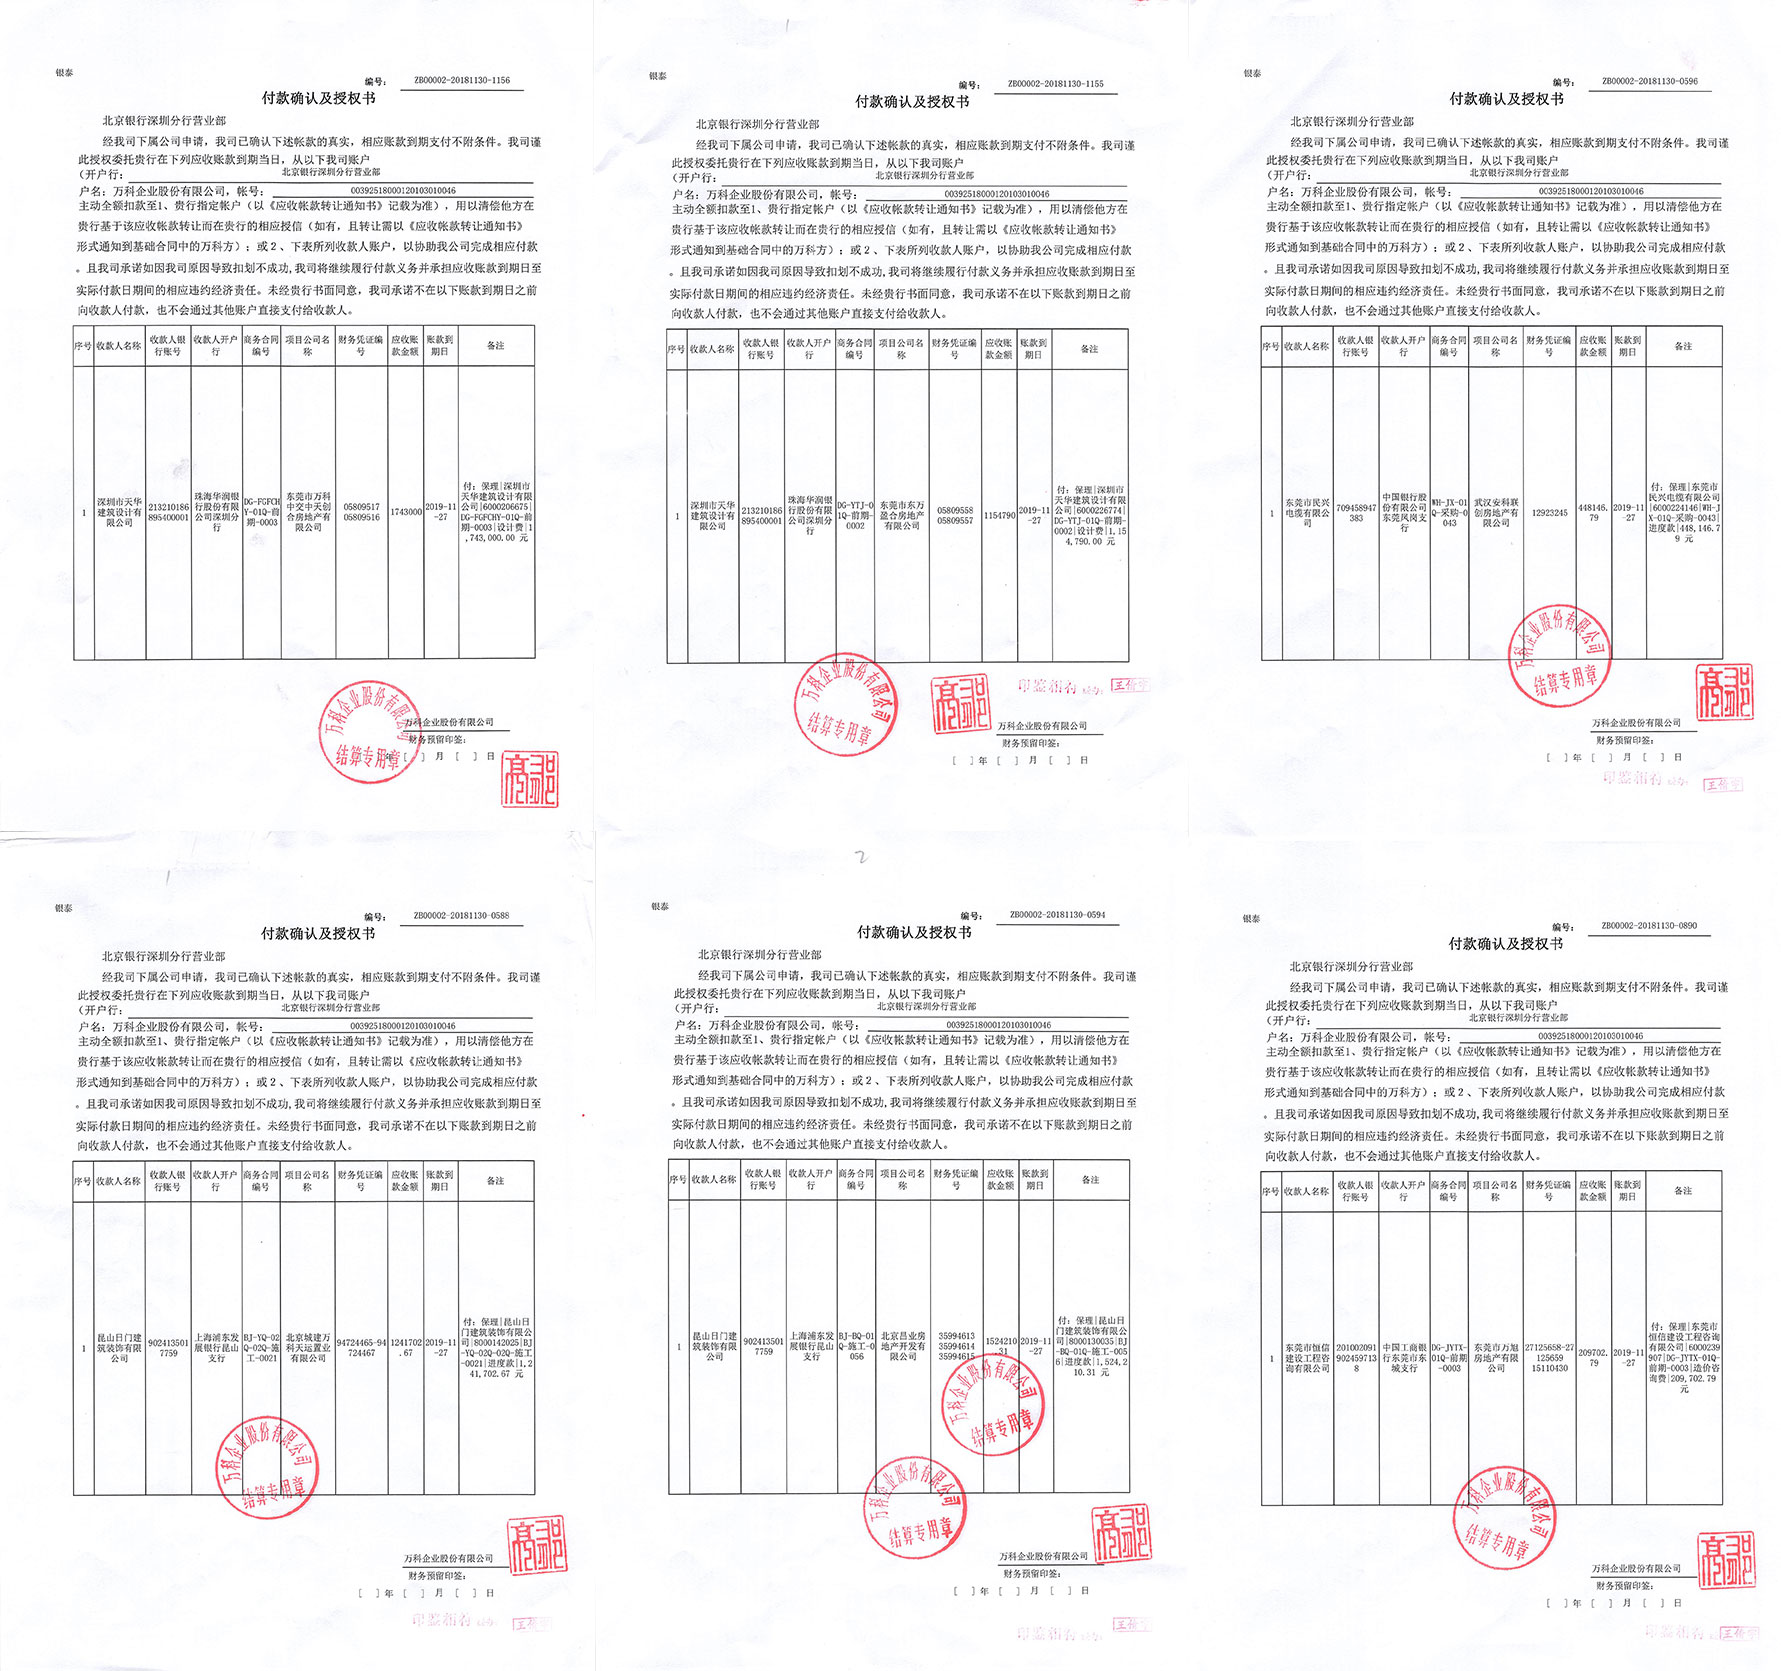 银泰
编号：
ZB00002-20181130-1156
付款确认及授权书
北京银行深圳分行营业部
经我司下属公司申请，我司已确认下述帐款的真实，相应账款到期支付不附条件。我司谨
此授权委托贵行在下列应收账款到期当日，从以下我司账户
（开户行：
北京银行深圳分行营业部
户名：万科企业股份有限公司，帐号：
00392518000120103010046
主动全额扣款至1、贵行指定帐户（以《应收帐款转让通知书》记载为准），用以清偿他方在
贵行基于该应收帐款转让而在贵行的相应授信（如有，且转让需以《应收帐款转让通知书》
形式通知到基础合同中的万科方）；或２、下表所列收款人账户，以协助我公司完成相应付款
。且我司承诺如因我司原因导致扣划不成功,我司将继续履行付款义务并承担应收账款到期日至
实际付款日期间的相应违约经济责任。未经贵行书面同意，我司承诺不在以下账款到期日之前
向收款人付款，也不会通过其他账户直接支付给收款人。
序号 收款人名称 收款人银行账号 收款人开户行 商务合同编号 项目公司名称 财务凭证编号 应收账款金额 账款到期日 备注
1 深圳市天华建筑设计有限公司 213210186895400001 珠海华润银行股份有限公司深圳分行 DG-FGFCHY-01Q-前期-0003 东莞市万科中交中天创合房地产有限公司 05809517 05809516 1743000 2019-11-27 付：保理|深圳市天华建筑设计有限公司|6000206675|DG-FGFCHY-01Q-前期-0003|设计费|1,743,000.00 元
万科企业股份有限公司
结算专用章
万科企业股份有限公司
财务预留印签：
年 [ ] 月 [ ] 日
银泰
编号：
ZB00002-20181130-1155
付款确认及授权书
北京银行深圳分行营业部
经我司下属公司申请，我司已确认下述帐款的真实，相应账款到期支付不附条件。我司谨
此授权委托贵行在下列应收账款到期当日，从以下我司账户
（开户行：
北京银行深圳分行营业部
户名：万科企业股份有限公司，帐号：
00392518000120103010046
主动全额扣款至1、贵行指定帐户（以《应收帐款转让通知书》记载为准），用以清偿他方在
贵行基于该应收帐款转让而在贵行的相应授信（如有，且转让需以《应收帐款转让通知书》
形式通知到基础合同中的万科方）；或２、下表所列收款人账户，以协助我公司完成相应付款
。且我司承诺如因我司原因导致扣划不成功,我司将继续履行付款义务并承担应收账款到期日至
实际付款日期间的相应违约经济责任。未经贵行书面同意，我司承诺不在以下账款到期日之前
向收款人付款，也不会通过其他账户直接支付给收款人。
序号 收款人名称 收款人银行账号 收款人开户行 商务合同编号 项目公司名称 财务凭证编号 应收账款金额 账款到期日 备注
1 深圳市天华建筑设计有限公司 213210186895400001 珠海华润银行股份有限公司深圳分行 DG-YTJ-01Q-前期-0002 东莞市东万盈合房地产有限公司 05809558 05809557 1154790 2019-11-27 付：保理|深圳市天华建筑设计有限公司|6000226774|DG-YTJ-01Q-前期-0002|设计费|1,154,790.00 元
万科企业股份有限公司
结算专用章
印鉴相符
万科企业股份有限公司
财务预留印签：
[ ] 年 [ ] 月 [ ] 日
银泰
编号：
ZB00002-20181130-0596
付款确认及授权书
北京银行深圳分行营业部
经我司下属公司申请，我司已确认下述帐款的真实，相应账款到期支付不附条件。我司谨
此授权委托贵行在下列应收账款到期当日，从以下我司账户
（开户行：
北京银行深圳分行营业部
户名：万科企业股份有限公司，帐号：
00392518000120103010046
主动全额扣款至1、贵行指定帐户（以《应收帐款转让通知书》记载为准），用以清偿他方在
贵行基于该应收帐款转让而在贵行的相应授信（如有，且转让需以《应收帐款转让通知书》
形式通知到基础合同中的万科方）；或２、下表所列收款人账户，以协助我公司完成相应付款
。且我司承诺如因我司原因导致扣划不成功,我司将继续履行付款义务并承担应收账款到期日至
实际付款日期间的相应违约经济责任。未经贵行书面同意，我司承诺不在以下账款到期日之前
向收款人付款，也不会通过其他账户直接支付给收款人。
序号 收款人名称 收款人银行账号 收款人开户行 商务合同编号 项目公司名称 财务凭证编号 应收账款金额 账款到期日 备注
1 东莞市民兴电缆有限公司 709458947383 中国银行股份有限公司东莞凤岗支行 WH-JX-01Q-采购-0043 武汉安科联创房地产有限公司 12923245 448146.79 2019-11-27 付：保理|东莞市民兴电缆有限公司|6000224146|WH-JX-01Q-采购-0043|进度款|448,146.79 元
万科企业股份有限公司
结算专用章
万科企业股份有限公司
财务预留印签：
[ ] 年 [ ] 月 [ ] 日
印鉴相符
银泰
编号：
ZB00002-20181130-0588
付款确认及授权书
北京银行深圳分行营业部
经我司下属公司申请，我司已确认下述帐款的真实，相应账款到期支付不附条件。我司谨
此授权委托贵行在下列应收账款到期当日，从以下我司账户
（开户行：
北京银行深圳分行营业部
户名：万科企业股份有限公司，帐号：
00392518000120103010046
主动全额扣款至1、贵行指定帐户（以《应收帐款转让通知书》记载为准），用以清偿他方在
贵行基于该应收帐款转让而在贵行的相应授信（如有，且转让需以《应收帐款转让通知书》
形式通知到基础合同中的万科方）；或２、下表所列收款人账户，以协助我公司完成相应付款
。且我司承诺如因我司原因导致扣划不成功,我司将继续履行付款义务并承担应收账款到期日至
实际付款日期间的相应违约经济责任。未经贵行书面同意，我司承诺不在以下账款到期日之前
向收款人付款，也不会通过其他账户直接支付给收款人。
序号 收款人名称 收款人银行账号 收款人开户行 商务合同编号 项目公司名称 财务凭证编号 应收账款金额 账款到期日 备注
1 昆山日门建筑装饰有限公司 9024135017759 上海浦东发展银行昆山支行 BJ-YQ-02Q-02Q-施工-0021 北京城建万科天运置业有限公司 94724465-94724467 1241702.67 2019-11-27 付：保理|昆山日门建筑装饰有限公司|8000142025|BJ-YQ-02Q-02Q-施工-0021|进度款|1,241,702.67 元
万科企业股份有限公司
结算专用章
万科企业股份有限公司
财务预留印签：
[ ] 年 [ ] 月 [ ] 日
印鉴相符
2
银泰
编号：
ZB00002-20181130-0594
付款确认及授权书
北京银行深圳分行营业部
经我司下属公司申请，我司已确认下述帐款的真实，相应账款到期支付不附条件。我司谨
此授权委托贵行在下列应收账款到期当日，从以下我司账户
（开户行：
北京银行深圳分行营业部
户名：万科企业股份有限公司，帐号：
00392518000120103010046
主动全额扣款至1、贵行指定帐户（以《应收帐款转让通知书》记载为准），用以清偿他方在
贵行基于该应收帐款转让而在贵行的相应授信（如有，且转让需以《应收帐款转让通知书》
形式通知到基础合同中的万科方）；或２、下表所列收款人账户，以协助我公司完成相应付款
。且我司承诺如因我司原因导致扣划不成功,我司将继续履行付款义务并承担应收账款到期日至
实际付款日期间的相应违约经济责任。未经贵行书面同意，我司承诺不在以下账款到期日之前
向收款人付款，也不会通过其他账户直接支付给收款人。
序号 收款人名称 收款人银行账号 收款人开户行 商务合同编号 项目公司名称 财务凭证编号 应收账款金额 账款到期日 备注
1 昆山日门建筑装饰有限公司 9024135017759 上海浦东发展银行昆山支行 BJ-BQ-01Q-施工-0056 北京昌业房地产开发有限公司 35994613 35994614 35994615 1524210.31 2019-11-27 付：保理|昆山日门建筑装饰有限公司|8000130035|BJ-BQ-01Q-施工-0056|进度款|1,524,210.31 元
万科企业股份有限公司
结算专用章
万科企业股份有限公司
结算专用章
万科企业股份有限公司
财务预留印签：
[ ] 年 [ ] 月 [ ] 日
印鉴相符
银泰
编号：
ZB00002-20181130-0890
付款确认及授权书
北京银行深圳分行营业部
经我司下属公司申请，我司已确认下述帐款的真实，相应账款到期支付不附条件。我司谨
此授权委托贵行在下列应收账款到期当日，从以下我司账户
（开户行：
北京银行深圳分行营业部
户名：万科企业股份有限公司，帐号：
00392518000120103010046
主动全额扣款至1、贵行指定帐户（以《应收帐款转让通知书》记载为准），用以清偿他方在
贵行基于该应收帐款转让而在贵行的相应授信（如有，且转让需以《应收帐款转让通知书》
形式通知到基础合同中的万科方）；或２、下表所列收款人账户，以协助我公司完成相应付款
。且我司承诺如因我司原因导致扣划不成功,我司将继续履行付款义务并承担应收账款到期日至
实际付款日期间的相应违约经济责任。未经贵行书面同意，我司承诺不在以下账款到期日之前
向收款人付款，也不会通过其他账户直接支付给收款人。
序号 收款人名称 收款人银行账号 收款人开户行 商务合同编号 项目公司名称 财务凭证编号 应收账款金额 账款到期日 备注
1 东莞市恒信建设工程咨询有限公司 2010020919024597138 中国工商银行东莞市东城支行 DG-JYTX-01Q-前期-0003 东莞市万旭房地产有限公司 27125658-27125659 15110430 209702.79 2019-11-27 付：保理|东莞市恒信建设工程咨询有限公司|6000239907|DG-JYTX-01Q-前期-0003|造价咨询费|209,702.79 元
万科企业股份有限公司
结算专用章
万科企业股份有限公司
财务预留印签：
[ ] 年 [ ] 月 [ ] 日
印鉴相符